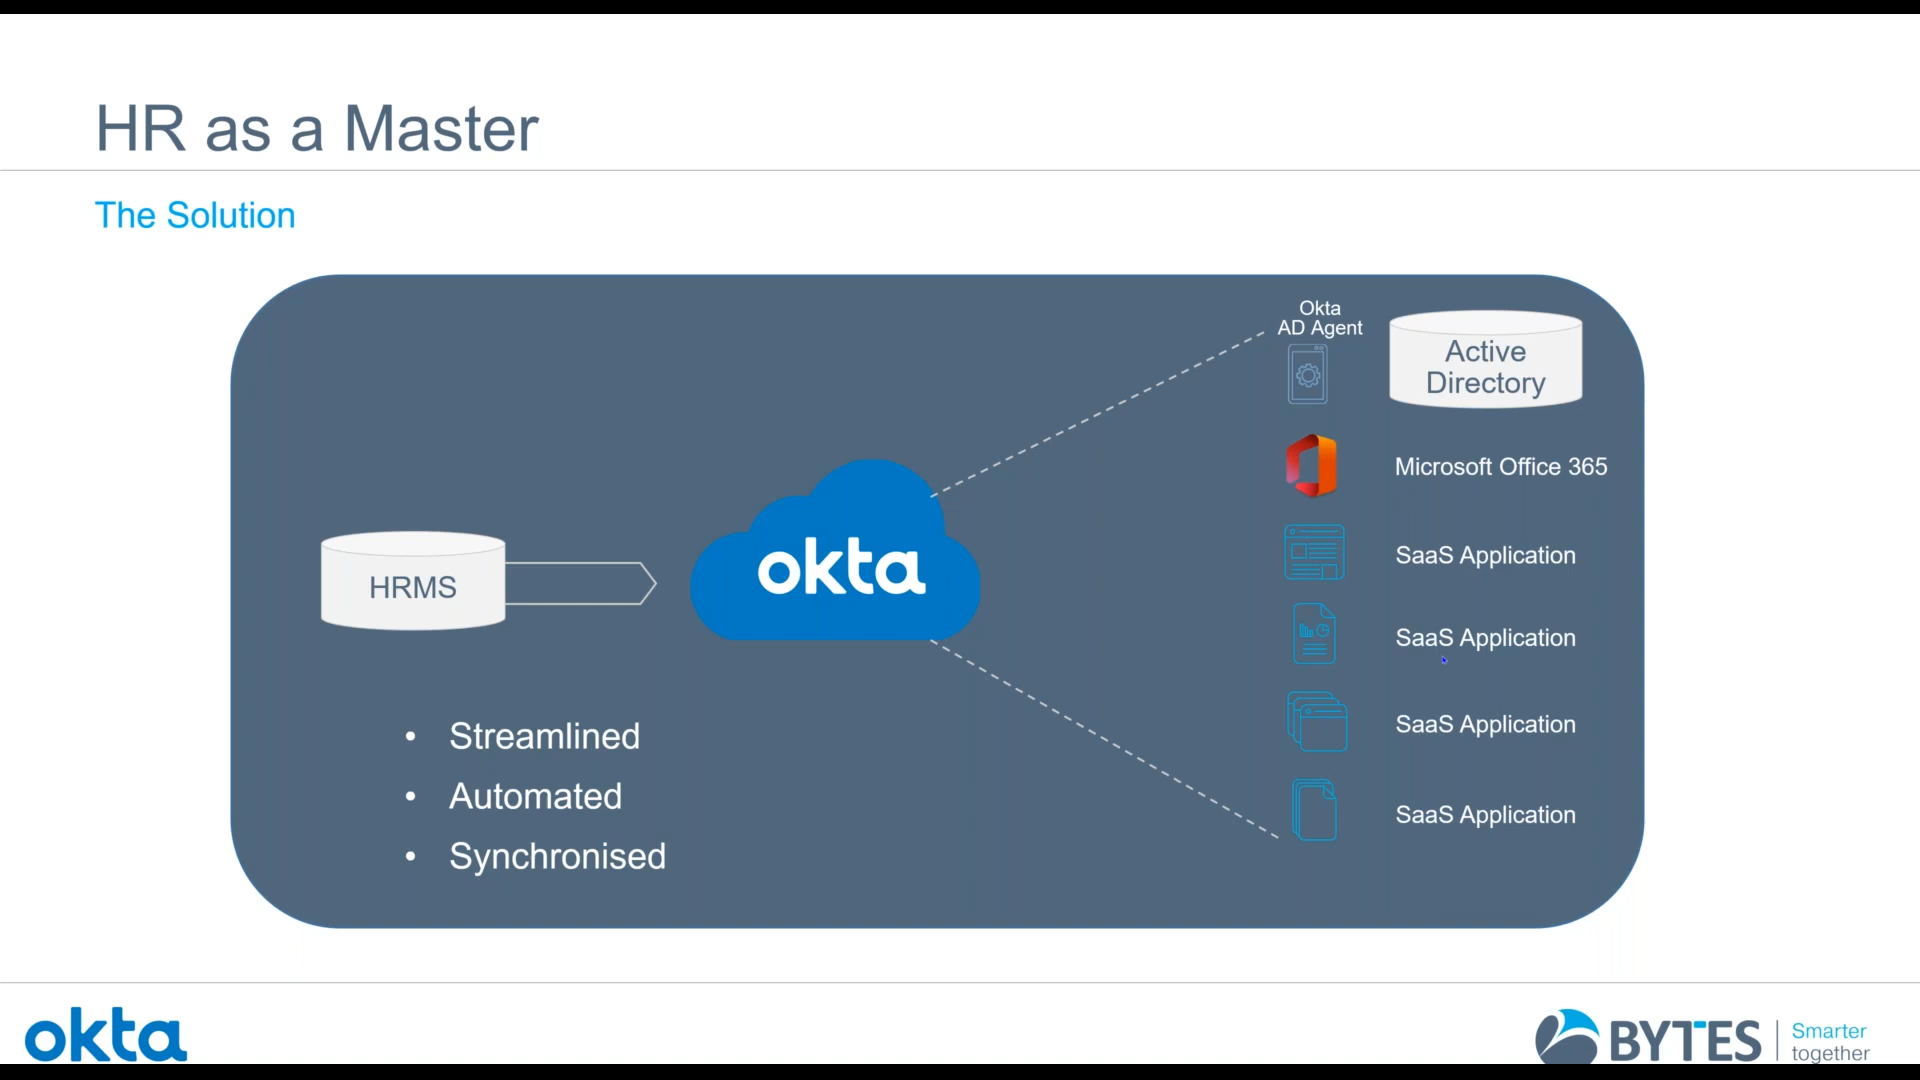 HR as a Master
The Solution
Okta
AD Agent
Active
Directory
Microsoft Office 365
SaaS Application
SaaS Application
SaaS Application
SaaS Application
HRMS
okta
• Streamlined
• Automated
• Synchronised
okta
BYTES
Smarter
together